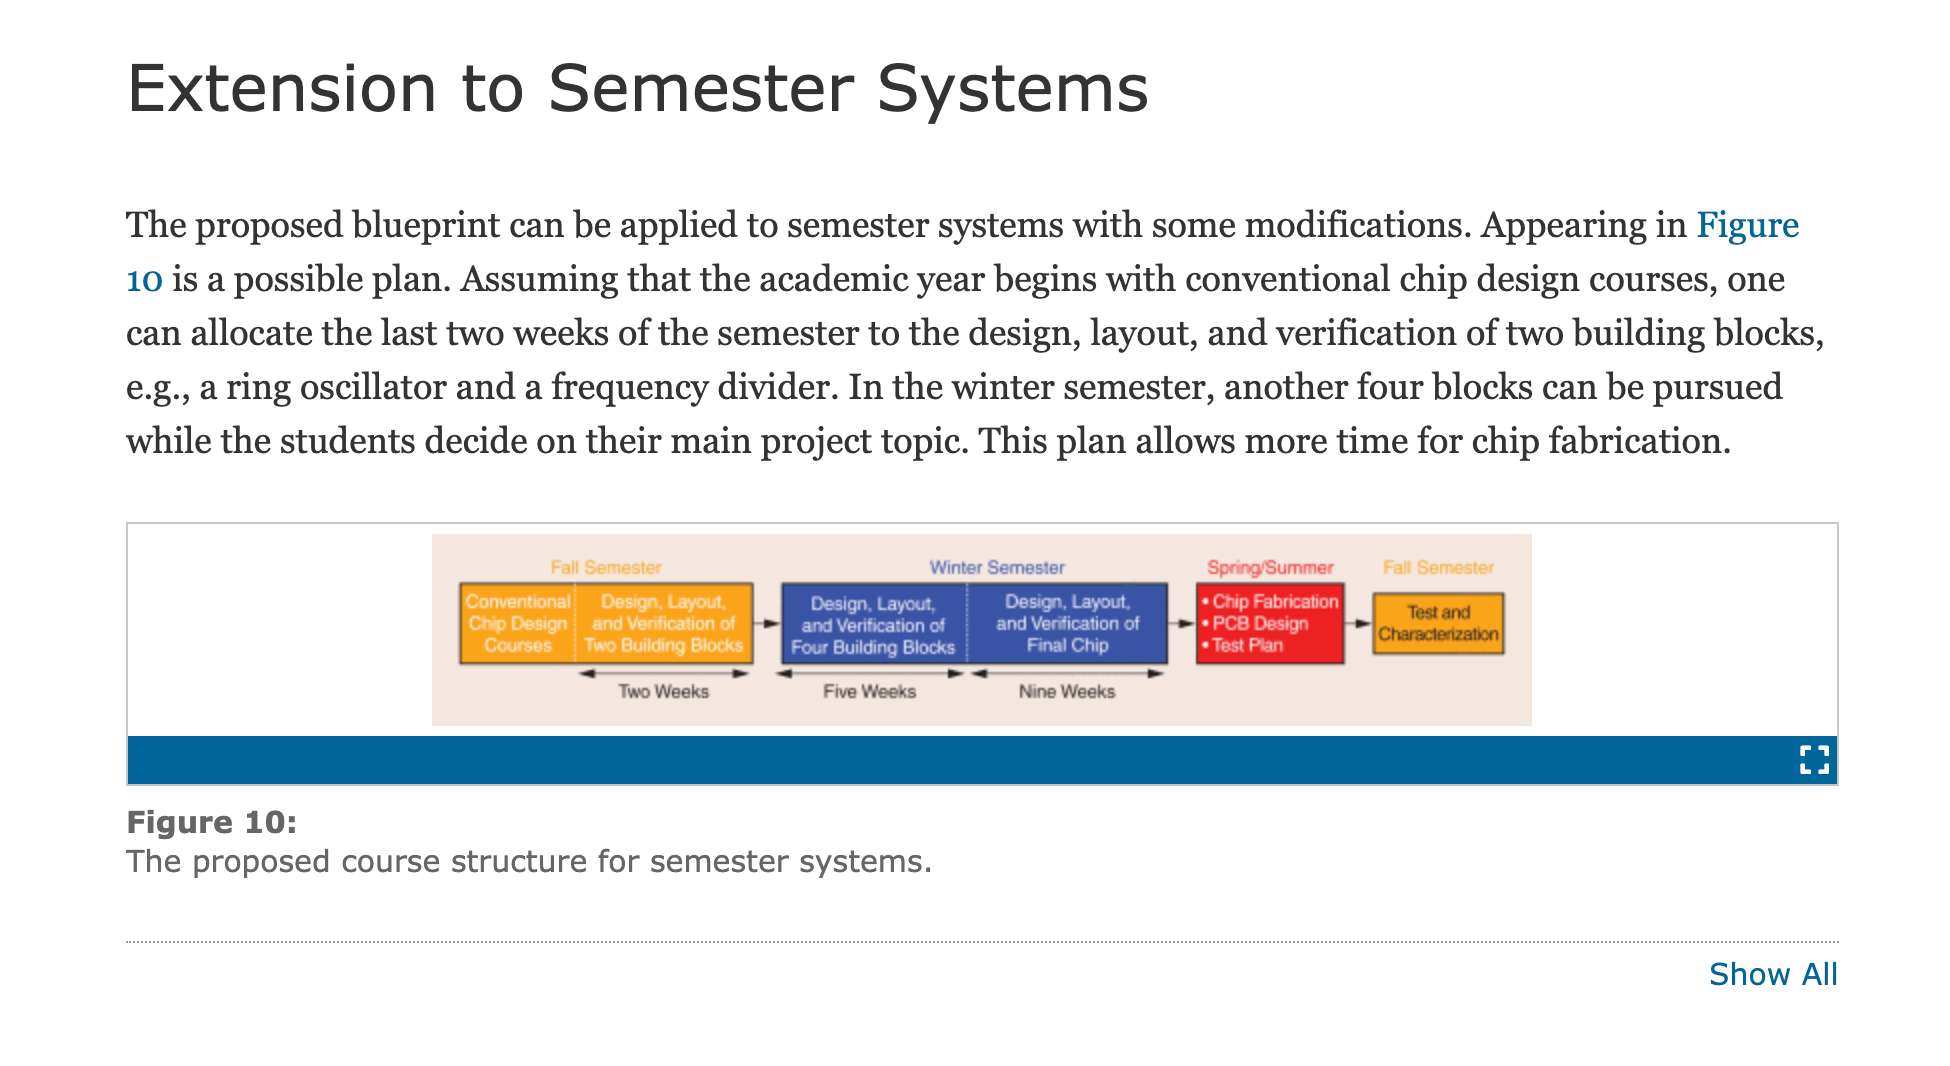 Extension to Semester Systems
The proposed blueprint can be applied to semester systems with some modifications. Appearing in Figure
10 is a possible plan. Assuming that the academic year begins with conventional chip design courses, one
can allocate the last two weeks of the semester to the design, layout, and verification of two building blocks,
e.g., a ring oscillator and a frequency divider. In the winter semester, another four blocks can be pursued
while the students decide on their main project topic. This plan allows more time for chip fabrication.
Fall Semester
Conventional
Chip Design
Courses
Design, Layout,
and Verification of
Two Building Blocks
Two Weeks
Winter Semester
Design, Layout,
and Verification of
Four Building Blocks
Five Weeks
Design, Layout,
and Verification of
Final Chip
Nine Weeks
Spring/Summer
• Chip Fabrication
• PCB Design
• Test Plan
Fall Semester
Test and
Characterization
Figure 10:
The proposed course structure for semester systems.
Show All